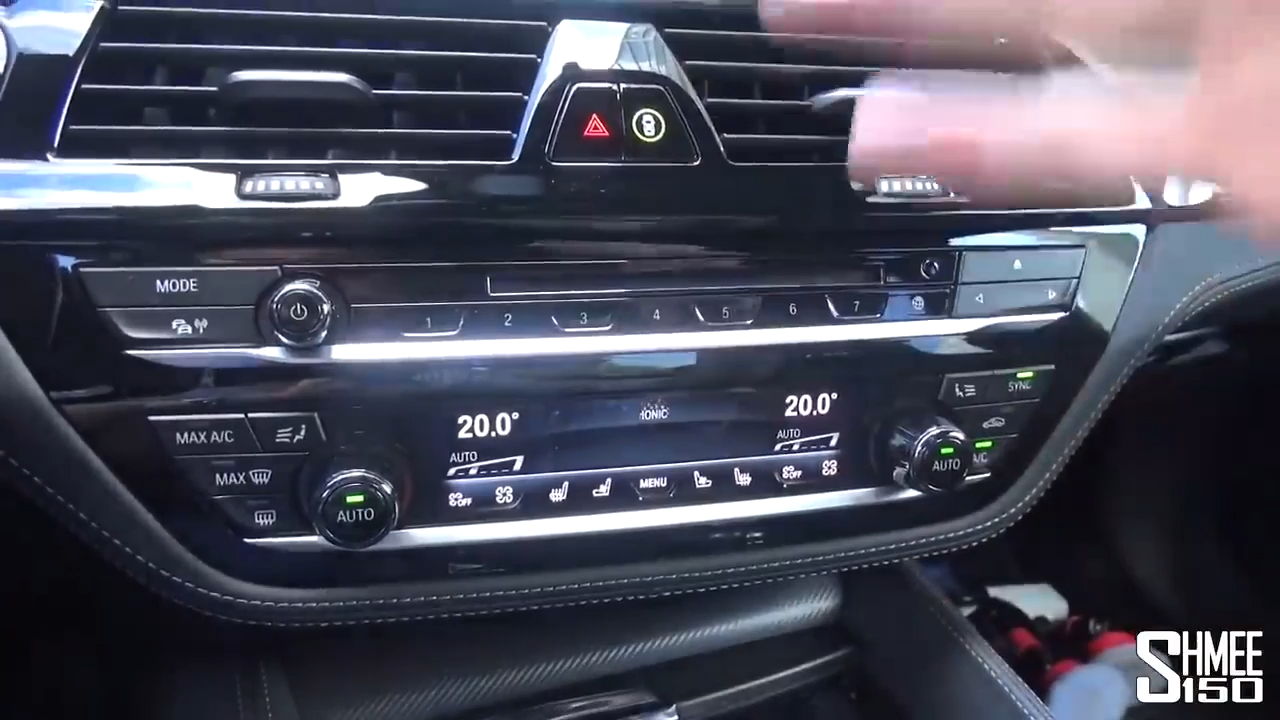 MODE
1 2 3 4 5 6 7
MAX A/C
MAX
AUTO
20.0°
AUTO
OFF
IONIC
MENU
20.0°
AUTO
OFF
SYNC
A/C
AUTO
SHMEE
150